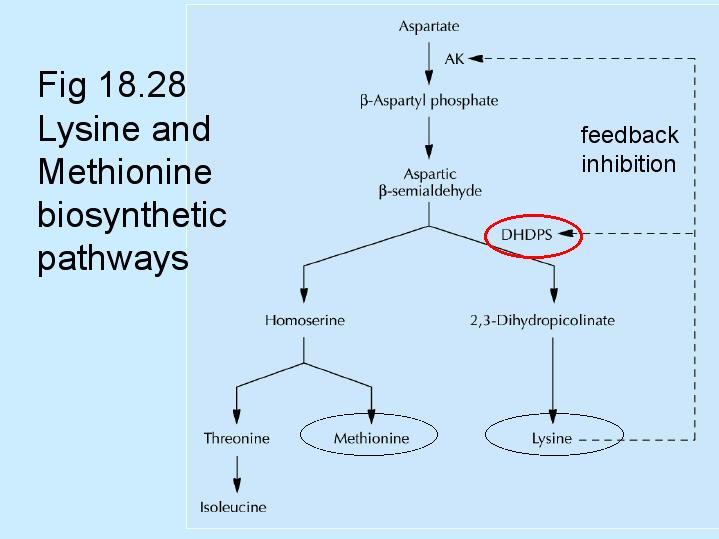 Fig 18.28
Lysine and
Methionine
biosynthetic
pathways
Aspartate
AK
β-Aspartyl phosphate
feedback
inhibition
Aspartic
β-semialdehyde
DHDPS
Homoserine
2,3-Dihydropicolinate
Threonine
Methionine
Lysine
Isoleucine